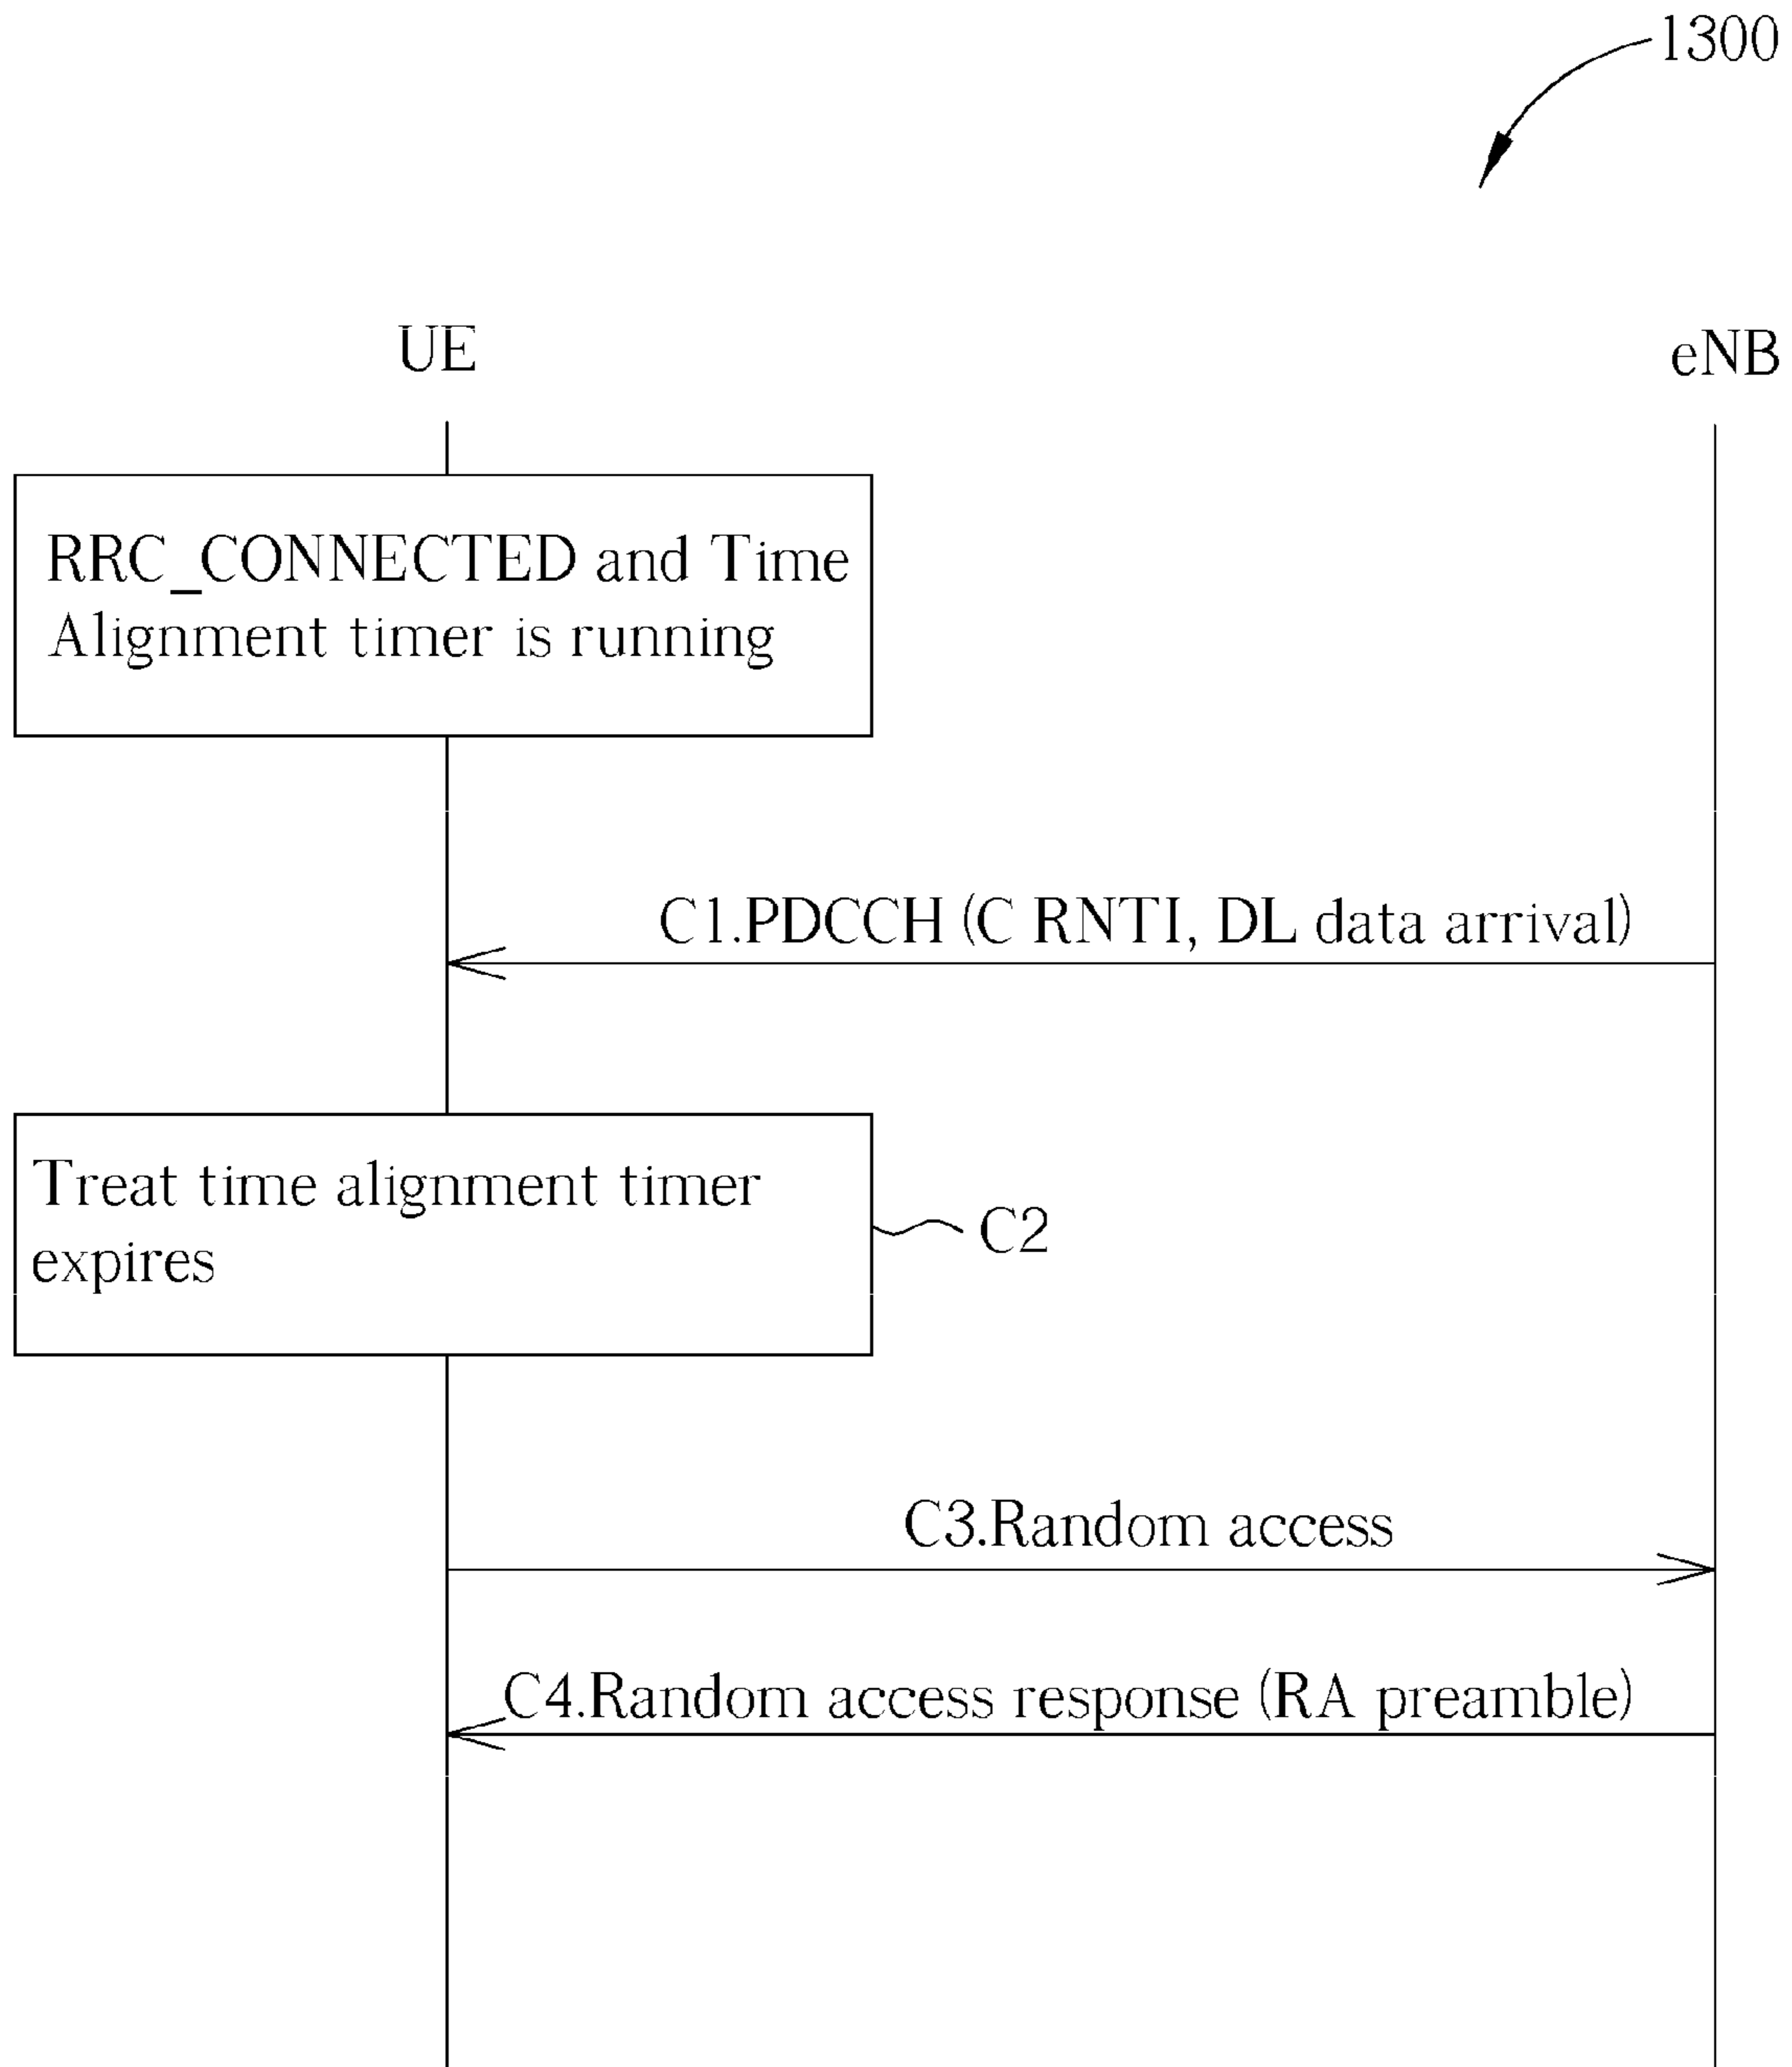 1300
UE
eNB
RRC_CONNECTED and Time
Alignment timer is running
C1.PDCCH (C RNTI, DL data arrival)
Treat time alignment timer
expires
C2
C3.Random access
C4.Random access response (RA preamble)